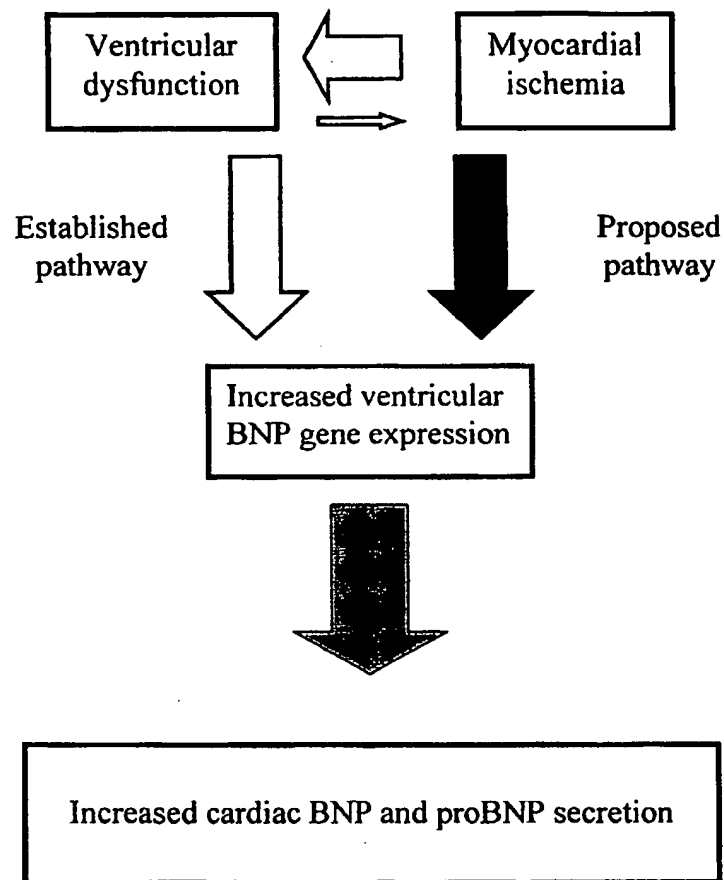 Ventricular
dysfunction
Myocardial
ischemia
Established
pathway
Proposed
pathway
Increased ventricular
BNP gene expression
Increased cardiac BNP and proBNP secretion